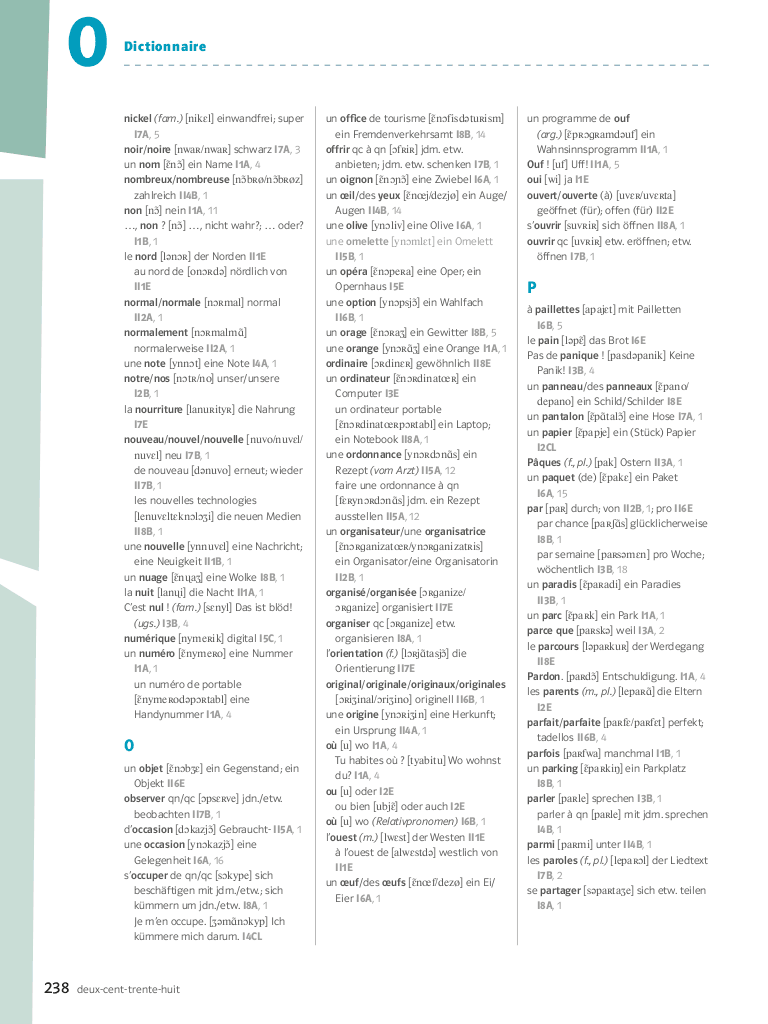 O
Dictionnaire
nickel (fam.) [nikɛl] einwandfrei; super
I7A, 5
noir/noire [nwaʀ/nwaʀ] schwarz I7A, 3
un nom [ɛ̃nɔ̃] ein Name I1A, 4
nombreux/nombreuse [nɔ̃bʀø/nɔ̃bʀøz]
zahlreich II4B, 1
non [nɔ̃] nein I1A, 11
…, non ? [nɔ̃] …, nicht wahr?; … oder?
I1B, 1
le nord [lənɔʀ] der Norden II1E
au nord de [onɔʀdə] nördlich von
II1E
normal/normale [nɔʀmal] normal
II2A, 1
normalement [nɔʀmalmɑ̃]
normalerweise II2A, 1
une note [ynnɔt] eine Note I4A, 1
notre/nos [nɔtʀ/no] unser/unsere
I2B, 1
la nourriture [lanuʀityʀ] die Nahrung
I7E
nouveau/nouvel/nouvelle [nuvo/nuvɛl/
nuvɛl] neu I7B, 1
de nouveau [dənuvo] erneut; wieder
II7B, 1
les nouvelles technologies
[lenuvɛltɛknɔlɔʒi] die neuen Medien
II8B, 1
une nouvelle [ynnuvɛl] eine Nachricht;
eine Neuigkeit II1B, 1
un nuage [ɛ̃nɥaʒ] eine Wolke I8B, 1
la nuit [lanɥi] die Nacht II1A, 1
C’est nul ! (fam.) [sɛnyl] Das ist blöd!
(ugs.) I3B, 4
numérique [nymeʀik] digital I5C, 1
un numéro [ɛ̃nymeʀo] eine Nummer
I1A, 1
un numéro de portable
[ɛ̃nymeʀodəpɔʀtabl] eine
Handynummer I1A, 4
O
un objet [ɛ̃nɔbʒɛ] ein Gegenstand; ein
Objekt II6E
observer qn/qc [ɔpsɛʀve] jdn./etw.
beobachten II7B, 1
d’occasion [dɔkazjɔ̃] Gebraucht- II5A, 1
une occasion [ynɔkazjɔ̃] eine
Gelegenheit I6A, 16
s’occuper de qn/qc [sɔkype] sich
beschäftigen mit jdm./etw.; sich
kümmern um jdn./etw. I8A, 1
Je m’en occupe. [ʒəmɑ̃nɔkyp] Ich
kümmere mich darum. I4CL
un office de tourisme [ɛ̃nɔfisdətuʀism]
ein Fremdenverkehrsamt I8B, 14
offrir qc à qn [ɔfʀiʀ] jdm. etw.
anbieten; jdm. etw. schenken I7B, 1
un oignon [ɛ̃nɔɲɔ̃] eine Zwiebel I6A, 1
un œil/des yeux [ɛ̃nœj/dezjø] ein Auge/
Augen II4B, 14
une olive [ynɔliv] eine Olive I6A, 1
une omelette [ynɔmlɛt] ein Omelett
II5B, 1
un opéra [ɛ̃nɔpeʀa] eine Oper; ein
Opernhaus I5E
une option [ynɔpsjɔ̃] ein Wahlfach
II6B, 1
un orage [ɛ̃nɔʀaʒ] ein Gewitter I8B, 5
une orange [ynɔʀɑ̃ʒ] eine Orange I1A, 1
ordinaire [ɔʀdinɛʀ] gewöhnlich II8E
un ordinateur [ɛ̃nɔʀdinatœʀ] ein
Computer I3E
un ordinateur portable
[ɛ̃nɔʀdinatœʀpɔʀtabl] ein Laptop;
ein Notebook II8A, 1
une ordonnance [ynɔʀdɔnɑ̃s] ein
Rezept (vom Arzt) II5A, 12
faire une ordonnance à qn
[fɛʀynɔʀdɔnɑ̃s] jdm. ein Rezept
ausstellen II5A, 12
un organisateur/une organisatrice
[ɛ̃nɔʀganizatœʀ/ynɔʀganizatʀis]
ein Organisator/eine Organisatorin
II2B, 1
organisé/organisée [ɔʀganize/
ɔʀganize] organisiert II7E
organiser qc [ɔʀganize] etw.
organisieren I8A, 1
l’orientation (f.) [lɔʀjɑ̃tasjɔ̃] die
Orientierung II7E
original/originale/originaux/originales
[ɔʀiʒinal/ɔʀiʒino] originell II6B, 1
une origine [ynɔʀiʒin] eine Herkunft;
ein Ursprung II4A, 1
où [u] wo I1A, 4
Tu habites où ? [tyabitu] Wo wohnst
du? I1A, 4
ou [u] oder I2E
ou bien [ubjɛ̃] oder auch I2E
où [u] wo (Relativpronomen) I6B, 1
l’ouest (m.) [lwɛst] der Westen II1E
à l’ouest de [alwɛstdə] westlich von
II1E
un œuf/des œufs [ɛ̃nœf/dezø] ein Ei/
Eier I6A, 1
un programme de ouf
(arg.) [ɛ̃pʀɔgʀamdəuf] ein
Wahnsinnsprogramm II1A, 1
Ouf ! [uf] Uff! II1A, 5
oui [wi] ja I1E
ouvert/ouverte (à) [uvɛʀ/uvɛʀta]
geöffnet (für); offen (für) II2E
s’ouvrir [suvʀiʀ] sich öffnen II8A, 1
ouvrir qc [uvʀiʀ] etw. eröffnen; etw.
öffnen I7B, 1
P
à paillettes [apajɛt] mit Pailletten
I6B, 5
le pain [ləpɛ̃] das Brot I6E
Pas de panique ! [pasdəpanik] Keine
Panik! I3B, 4
un panneau/des panneaux [ɛ̃pano/
depano] ein Schild/Schilder I8E
un pantalon [ɛ̃pɑ̃talɔ̃] eine Hose I7A, 1
un papier [ɛ̃papje] ein (Stück) Papier
I2CL
Pâques (f., pl.) [pak] Ostern II3A, 1
un paquet (de) [ɛ̃pakɛ] ein Paket
I6A, 15
par [paʀ] durch; von II2B, 1; pro II6E
par chance [paʀʃɑ̃s] glücklicherweise
I8B, 1
par semaine [paʀsəmɛn] pro Woche;
wöchentlich I3B, 18
un paradis [ɛ̃paʀadi] ein Paradies
II3B, 1
un parc [ɛ̃paʀk] ein Park I1A, 1
parce que [paʀskə] weil I3A, 2
le parcours [ləpaʀkuʀ] der Werdegang
II8E
Pardon. [paʀdɔ̃] Entschuldigung. I1A, 4
les parents (m., pl.) [lepaʀɑ̃] die Eltern
I2E
parfait/parfaite [paʀfɛ/paʀfɛt] perfekt;
tadellos II6B, 4
parfois [paʀfwa] manchmal I1B, 1
un parking [ɛ̃paʀkiŋ] ein Parkplatz
I8B, 1
parler [paʀle] sprechen I3B, 1
parler à qn [paʀle] mit jdm. sprechen
I4B, 1
parmi [paʀmi] unter II4B, 1
les paroles (f., pl.) [lepaʀɔl] der Liedtext
I7B, 2
se partager [səpaʀtaʒe] sich etw. teilen
I8A, 1
238 deux-cent-trente-huit